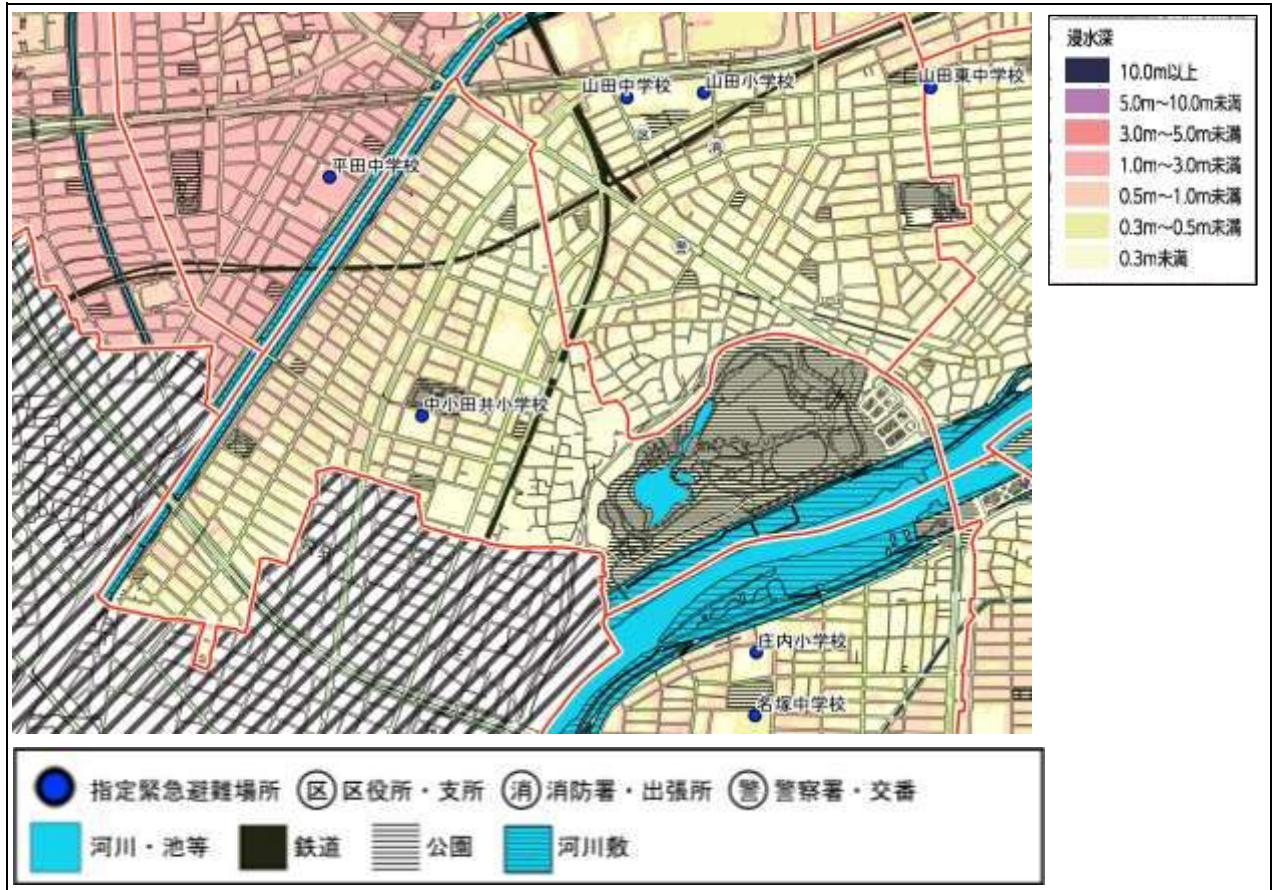 山田中学校
山田小学校
山田東中学校
区
消
平田中学校
警
中小田井小学校
庄内小学校
名塚中学校
浸水深
10.0m以上
5.0m~10.0m未満
3.0m~5.0m未満
1.0m~3.0m未満
0.5m~1.0m未満
0.3m~0.5m未満
0.3m未満
指定緊急避難場所 区 区役所・支所 消 消防署・出張所 警 警察署・交番
河川・池等 鉄道 公園 河川敷